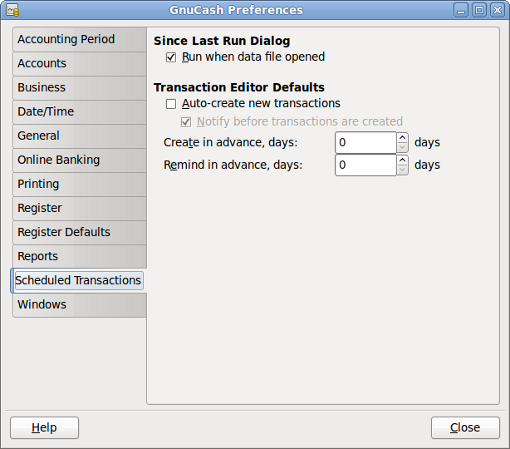 GnuCash Preferences
Accounting Period
Accounts
Business
Date/Time
General
Online Banking
Printing
Register
Register Defaults
Reports
Scheduled Transactions
Windows
Since Last Run Dialog
Run when data file opened
Transaction Editor Defaults
Auto-create new transactions
Notify before transactions are created
Create in advance, days: 0 days
Remind in advance, days: 0 days
Help
Close